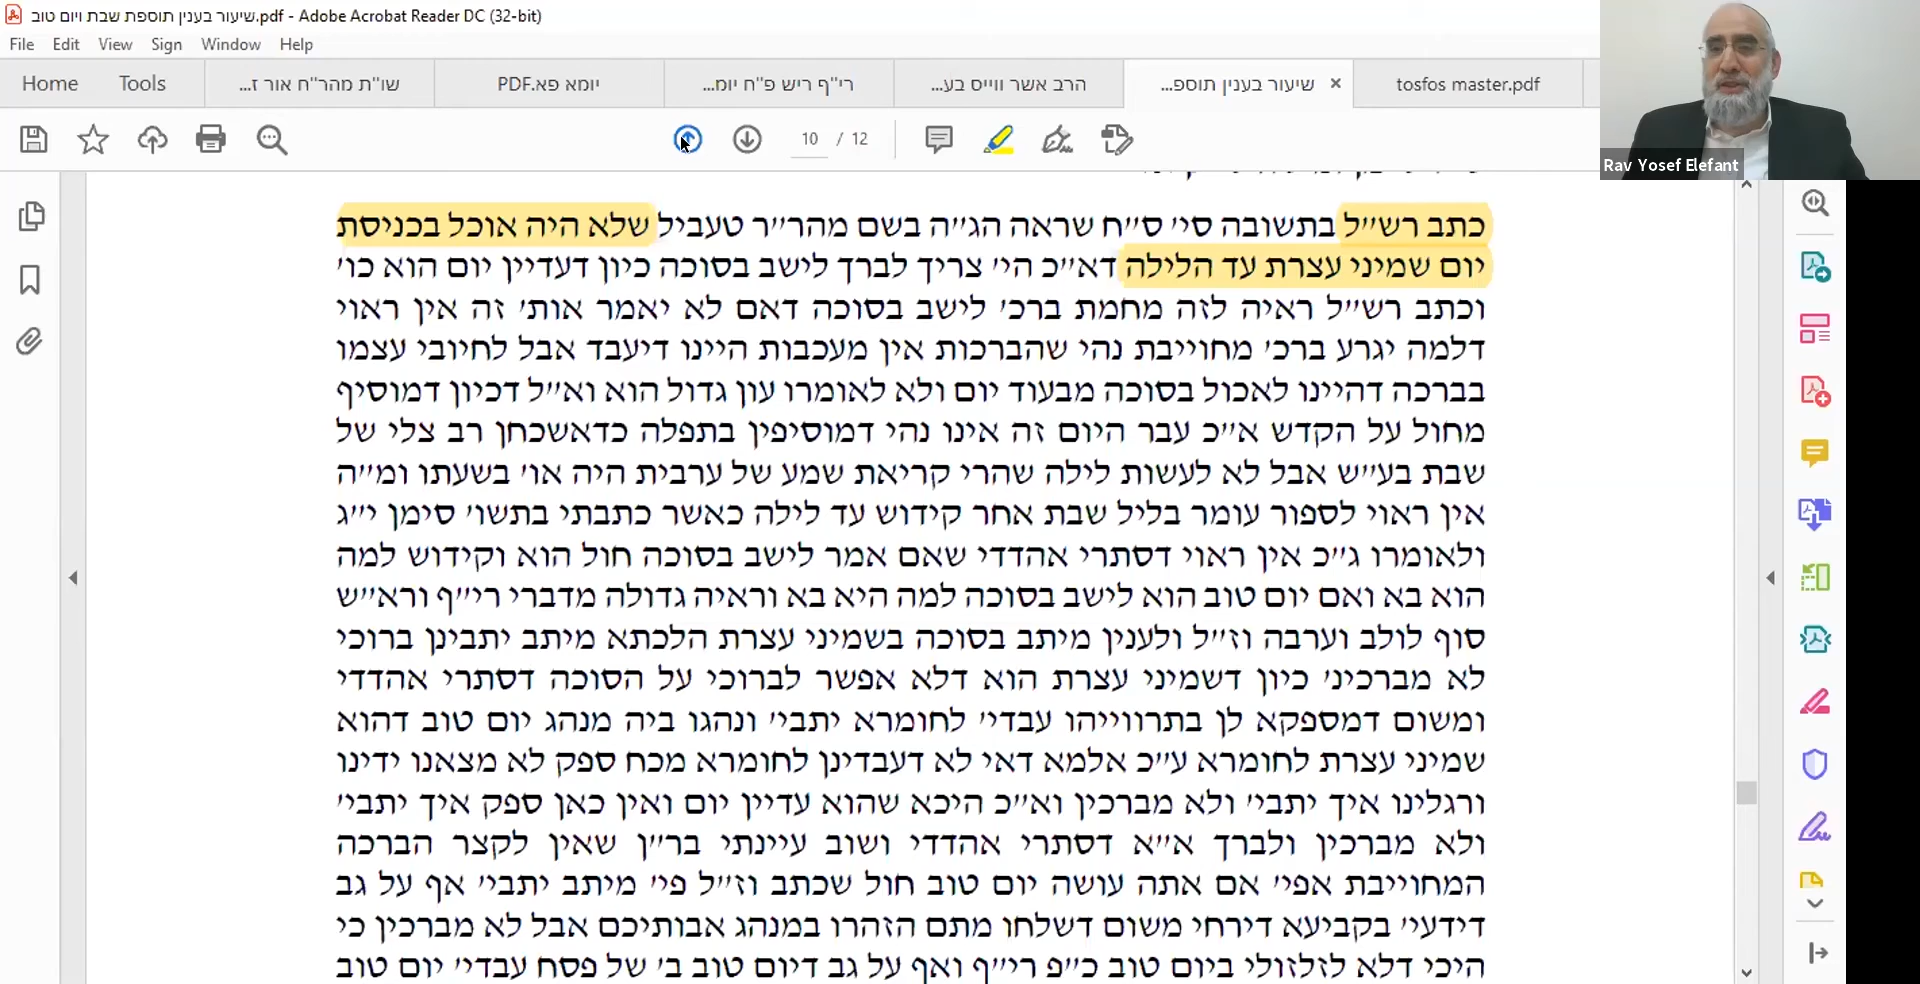 שיעור בענין תוספת שבת ויום טוב.pdf - Adobe Acrobat Reader DC (32-bit)
File Edit View Sign Window Help
Home Tools שו"ת מהר"ח אור ז... יומא פא.PDF רי"ף ריש פ"ח יומ... הרב אשר ווייס בע... שיעור בענין תוספ... × tosfos master.pdf
10 / 12
Rav Yosef Elefant
כתב רש״ל בתשובה סי׳ ס״ח שראה הג״ה בשם מהר״ר טעביל שלא היה אוכל בכניסת
יום שמיני עצרת עד הלילה דא״כ הי׳ צריך לברך לישב בסוכה כיון דעדיין יום הוא כו׳
וכתב רש״ל ראיה לזה מחמת ברכ׳ לישב בסוכה דאם לא יאמר אות׳ זה אין ראוי
דלמה יגרע ברכ׳ מחוייבת נהי שהברכות אין מעכבות היינו דיעבד אבל לחיובי עצמו
בברכה דהיינו לאכול בסוכה מבעוד יום ולא לאומרו עון גדול הוא וא״ל דכיון דמוסיף
מחול על הקדש א״כ עבר היום זה אינו נהי דמוסיפין בתפלה כדאשכחן רב צלי של
שבת בע״ש אבל לא לעשות לילה שהרי קריאת שמע של ערבית היה או׳ בשעתו ומ״ה
אין ראוי לספור עומר בליל שבת אחר קידוש עד לילה כאשר כתבתי בתשו׳ סימן י״ג
ולאומרו ג״כ אין ראוי דסתרי אהדדי שאם אמר לישב בסוכה חול הוא וקידוש למה
הוא בא ואם יום טוב הוא לישב בסוכה למה היא בא וראיה גדולה מדברי רי״ף ורא״ש
סוף לולב וערבה וז״ל ולענין מיתב בסוכה בשמיני עצרת הלכתא מיתב יתבינן ברוכי
לא מברכינ׳ כיון דשמיני עצרת הוא דלא אפשר לברוכי על הסוכה דסתרי אהדדי
ומשום דמספקא לן בתרווייהו עבדי׳ לחומרא יתבי׳ ונהגו ביה מנהג יום טוב דהוא
שמיני עצרת לחומרא ע״כ אלמא דאי לא דעבדינן לחומרא מכח ספק לא מצאנו ידינו
ורגלינו איך יתבי׳ ולא מברכין וא״כ היכא שהוא עדיין יום ואין כאן ספק איך יתבי׳
ולא מברכין ולברך א״א דסתרי אהדדי ושוב עיינתי בר״ן שאין לקצר הברכה
המחוייבת אפי׳ אם אתה עושה יום טוב חול שכתב וז״ל פי׳ מיתב יתבי׳ אף על גב
דידעי׳ בקביעא דירחי משום דשלחו מתם הזהרו במנהג אבותיכם אבל לא מברכין כי
היכי דלא לזלזולי ביום טוב כ״פ רי״ף ואף על גב דיום טוב ב׳ של פסח עבדי׳ יום טוב